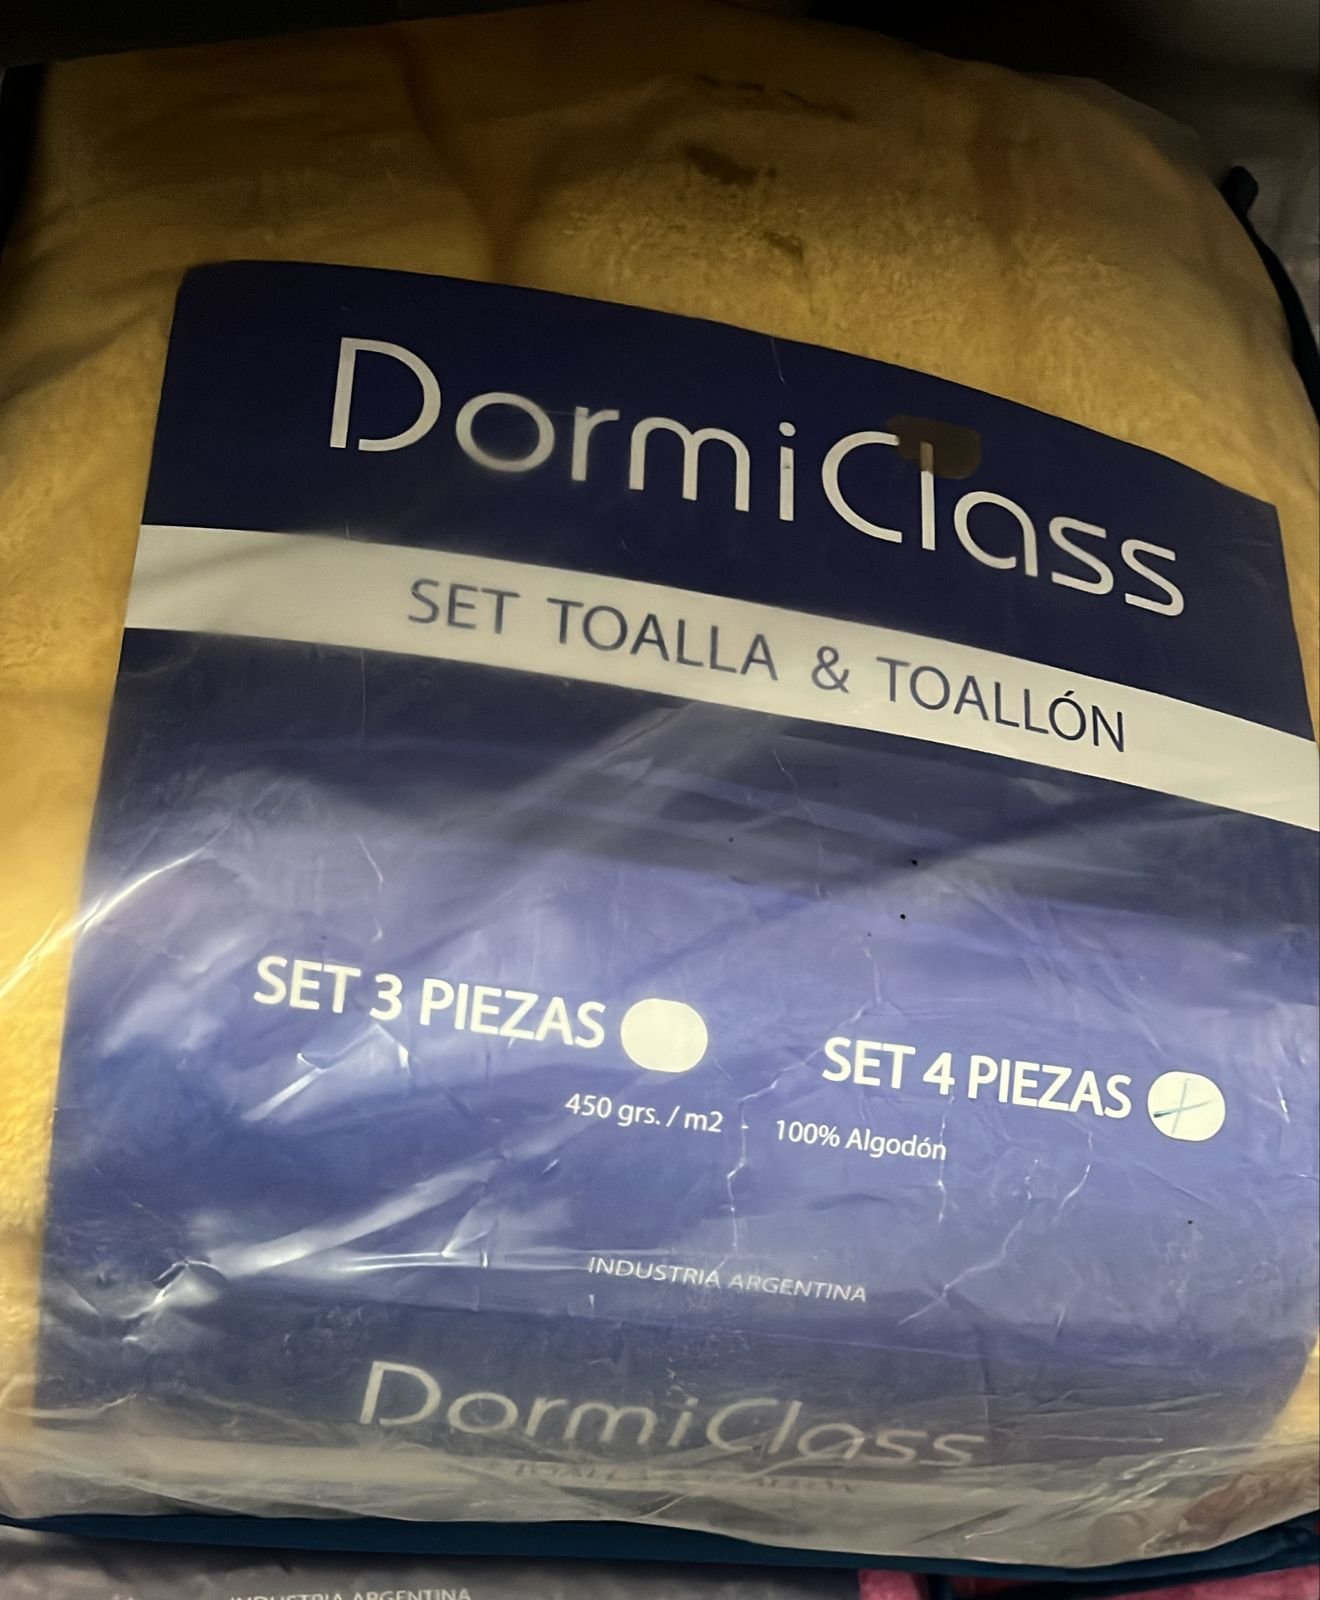 DormiClass
SET TOALLA & TOALLÓN
SET 3 PIEZAS
SET 4 PIEZAS
450 grs. / m2 - 100% Algodón
INDUSTRIA ARGENTINA
DormiClass
INDUSTRIA ARGENTINA